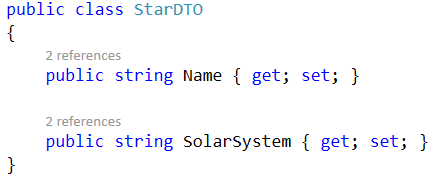 public class StarDTO
{
2 references
public string Name { get; set; }
2 references
public string SolarSystem { get; set; }
}